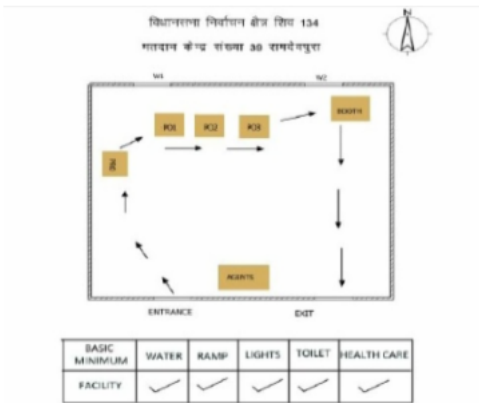 विधानसभा निर्वाचन क्षेत्र शिव 134
N
मतदान केन्द्र संख्या 36 रामदेवपुरा
W1 W2
BOOTH
PO1 PO2 PO3
AGENTS
ENTRANCE EXIT
BASIC MINIMUM FACILITY WATER RAMP LIGHTS TOILET HEALTH CARE